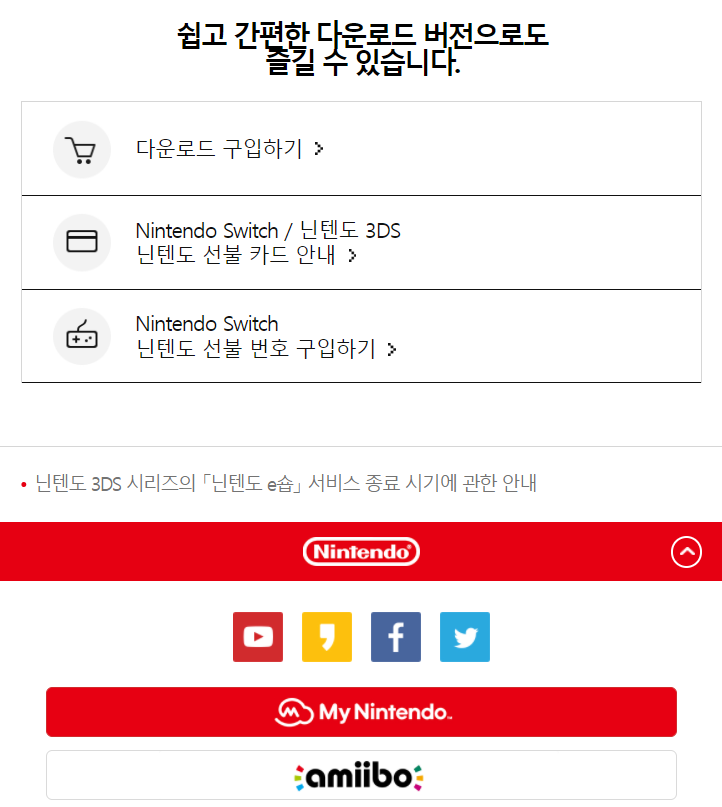 쉽고 간편한 다운로드 버전으로도
즐길 수 있습니다.
다운로드 구입하기
Nintendo Switch / 닌텐도 3DS
닌텐도 선불 카드 안내
Nintendo Switch
닌텐도 선불 번호 구입하기
• 닌텐도 3DS 시리즈의 「닌텐도 e숍」 서비스 종료 시기에 관한 안내
Nintendo®
My Nintendo™
amiibo